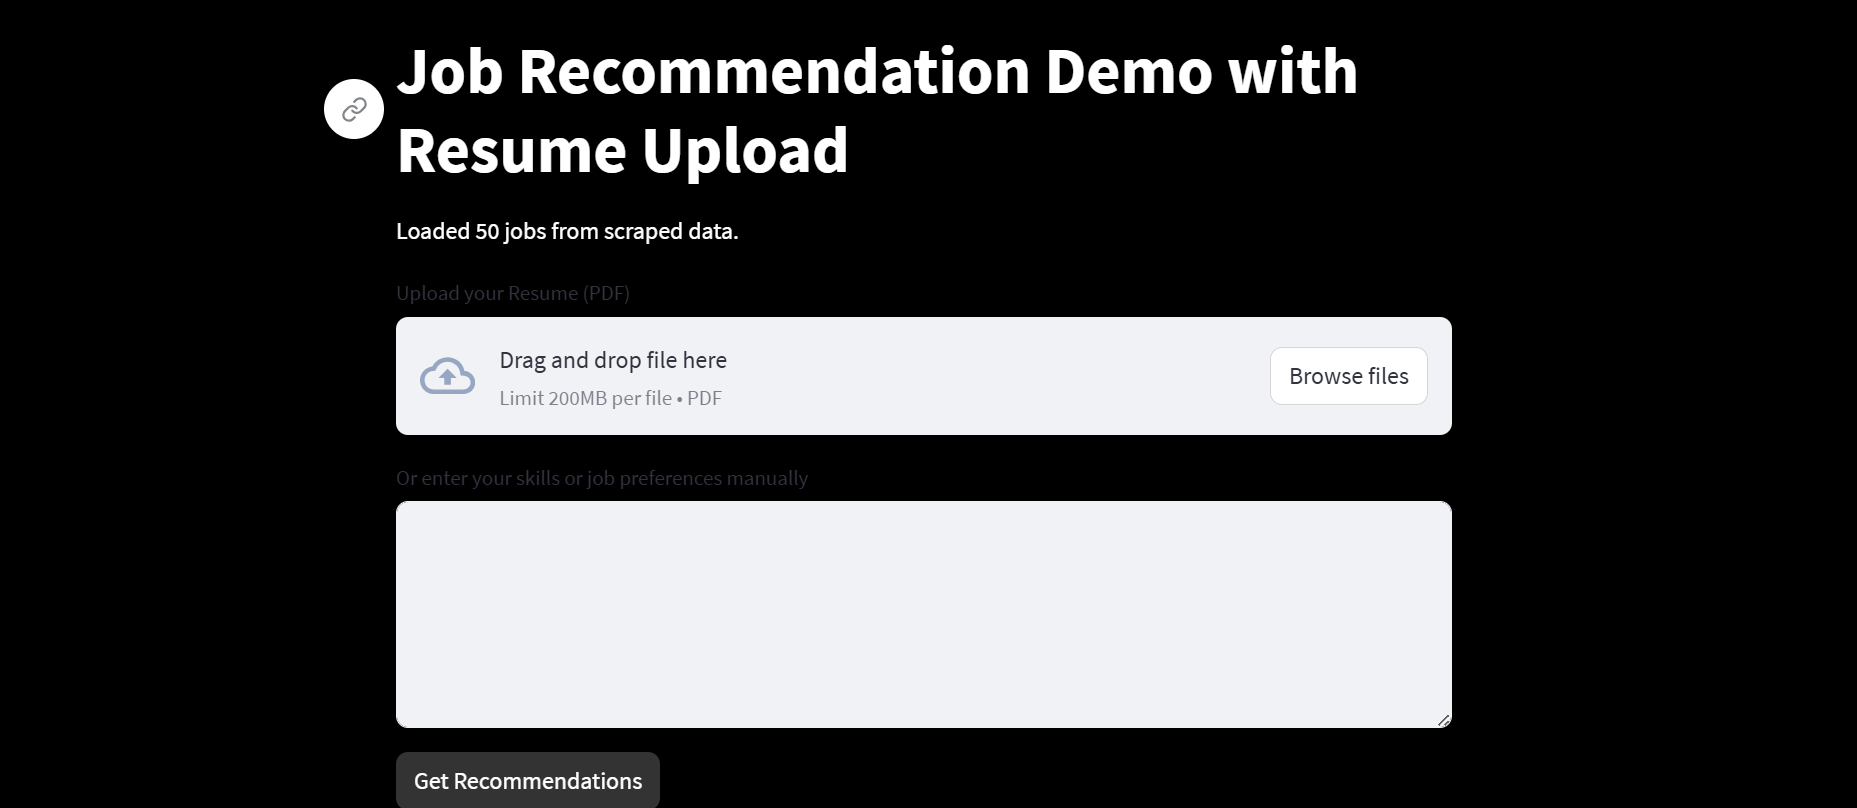 Job Recommendation Demo with
Resume Upload
Loaded 50 jobs from scraped data.
Upload your Resume (PDF)
Drag and drop file here
Limit 200MB per file • PDF
Browse files
Or enter your skills or job preferences manually
Get Recommendations